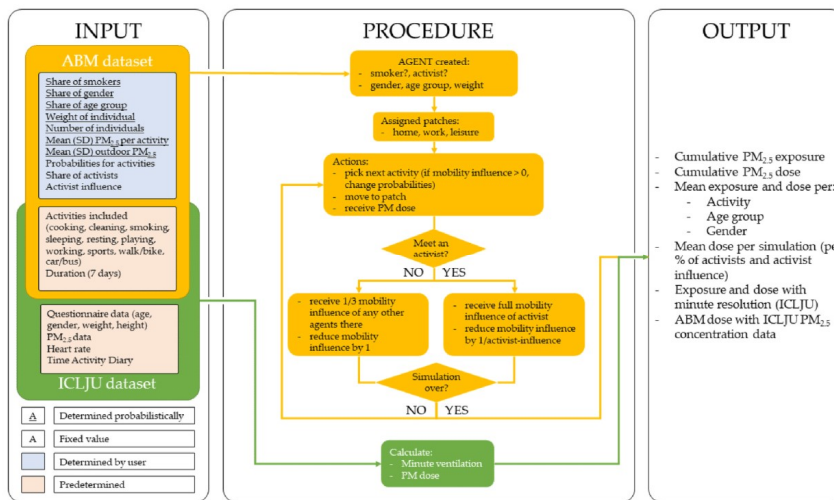 INPUT
ABM dataset
Share of smokers
Share of gender
Share of age group
Weight of individual
Number of individuals
Mean (SD) PM2.5 per activity
Mean (SD) outdoor PM2.5
Probabilities for activities
Share of activists
Activist influence
Activities included
(cooking, cleaning, smoking,
sleeping, resting, playing,
working, sports, walk/bike,
car/bus)
Duration (7 days)
Questionnaire data (age,
gender, weight, height)
PM2.5 data
Heart rate
Time Activity Diary
ICLJU dataset
A Determined probabilistically
A Fixed value
Determined by user
Predetermined
PROCEDURE
AGENT created:
- smoker?, activist?
- gender, age group, weight
Assigned patches:
- home, work, leisure
Actions:
- pick next activity (if mobility influence > 0,
change probabilities)
- move to patch
- receive PM dose
Meet an
activist?
NO YES
- receive 1/3 mobility
influence of any other
agents there
- reduce mobility
influence by 1
- receive full mobility
influence of activist
- reduce mobility influence
by 1/activist-influence
Simulation
over?
NO YES
Calculate:
- Minute ventilation
- PM dose
OUTPUT
- Cumulative PM2.5 exposure
- Cumulative PM2.5 dose
- Mean exposure and dose per:
- Activity
- Age group
- Gender
- Mean dose per simulation (pe
% of activists and activist
influence)
- Exposure and dose with
minute resolution (ICLJU)
- ABM dose with ICLJU PM2.5
concentration data